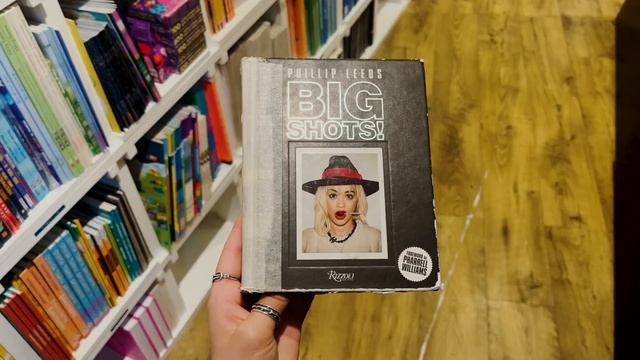 PHILLIP LEEDS
BIG
SHOTS!
RIZZOLI
FOREWORD BY
PHARRELL
WILLIAMS